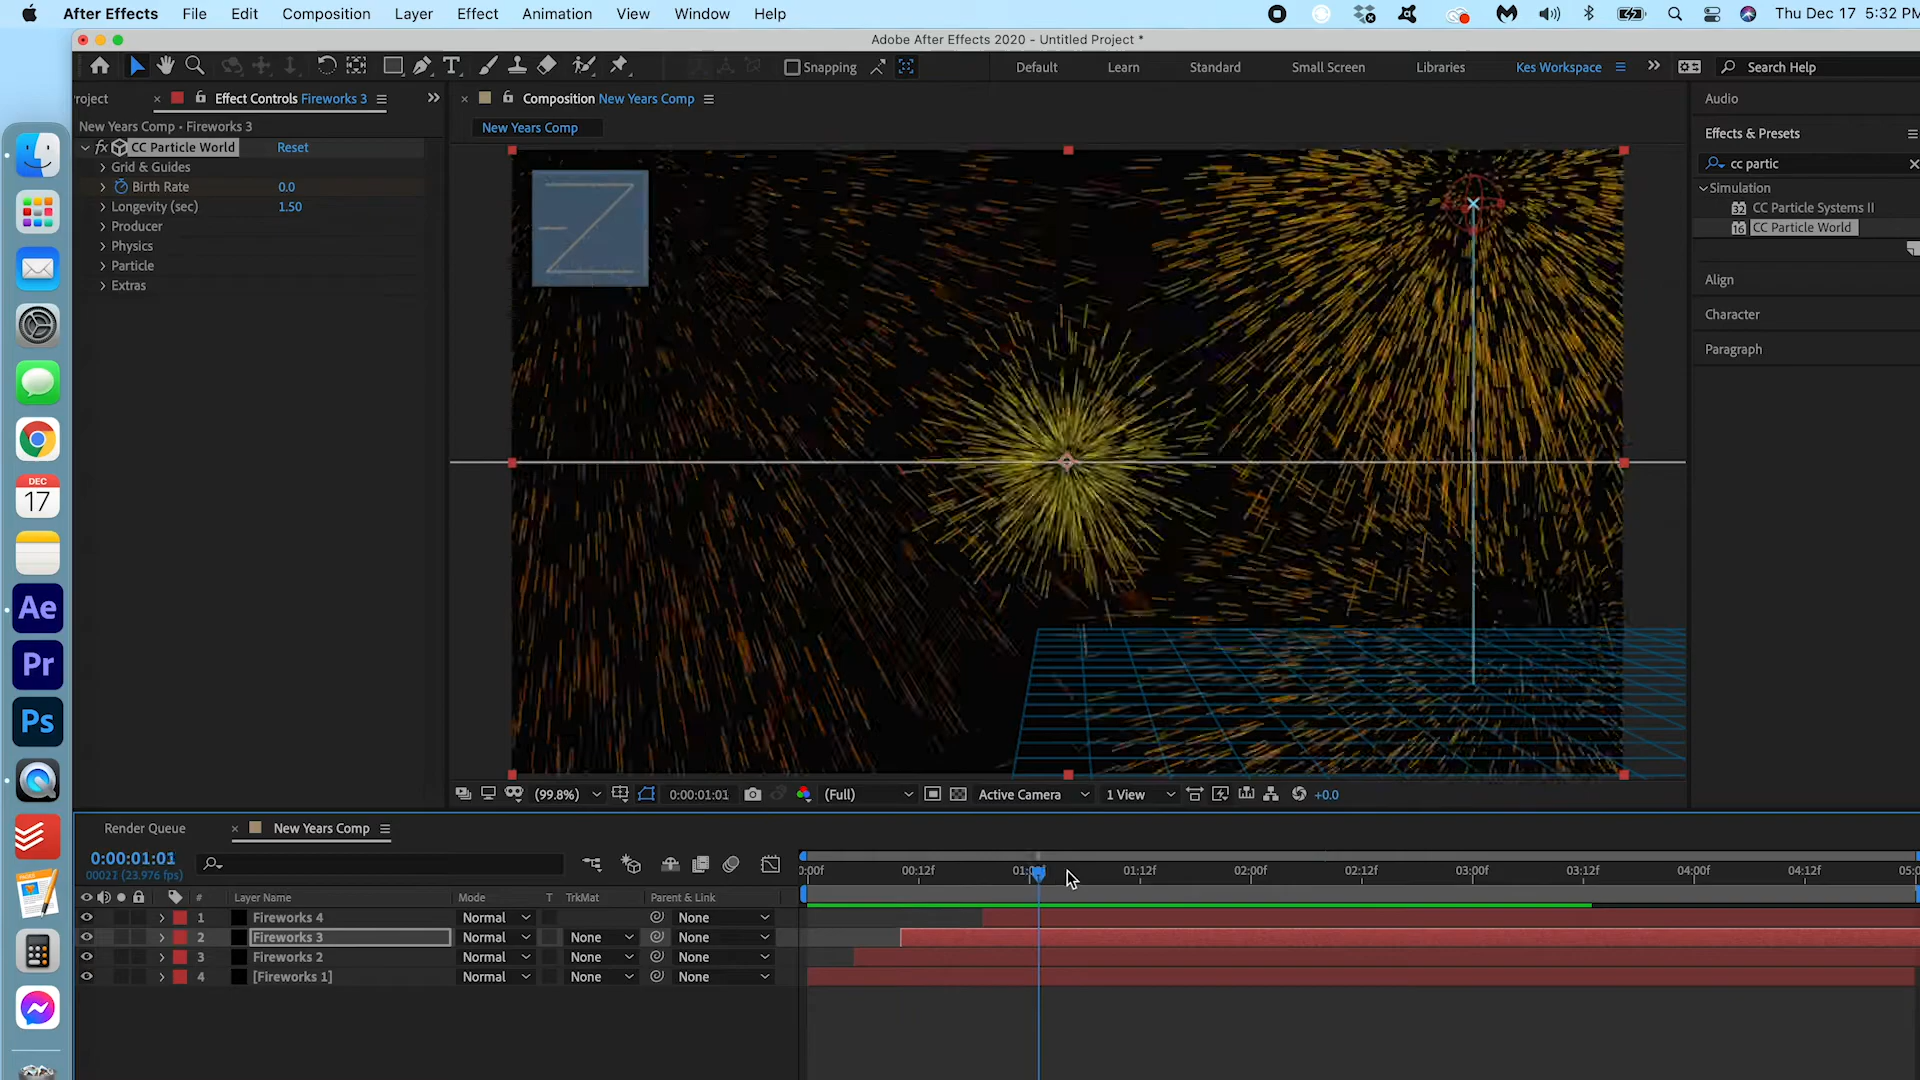 After Effects File Edit Composition Layer Effect Animation View Window Help Thu Dec 17 5:32 PM
Adobe After Effects 2020 - Untitled Project *
Snapping Default Learn Standard Small Screen Libraries Kes Workspace Search Help
roject Effect Controls Fireworks 3 Composition New Years Comp Audio
New Years Comp • Fireworks 3 New Years Comp Effects & Presets
fx CC Particle World Reset
cc partic
Grid & Guides
Simulation
Birth Rate 0.0
32 CC Particle Systems II
Longevity (sec) 1.50
16 CC Particle World
Producer
Physics
Particle
Align
Extras
Character
Paragraph
DEC
17
Ae
Pr
Ps
(99.8%) 0:00:01:01 (Full) Active Camera 1 View +0.0
Render Queue New Years Comp
0:00:01:01
00021 (23.976 fps)
:00f 00:12f 01:0 f 01:12f 02:00f 02:12f 03:00f 03:12f 04:00f 04:12f 05:0
# Layer Name Mode T TrkMat Parent & Link
1 Fireworks 4 Normal None
2 Fireworks 3 Normal None None
3 Fireworks 2 Normal None None
4 [Fireworks 1] Normal None None